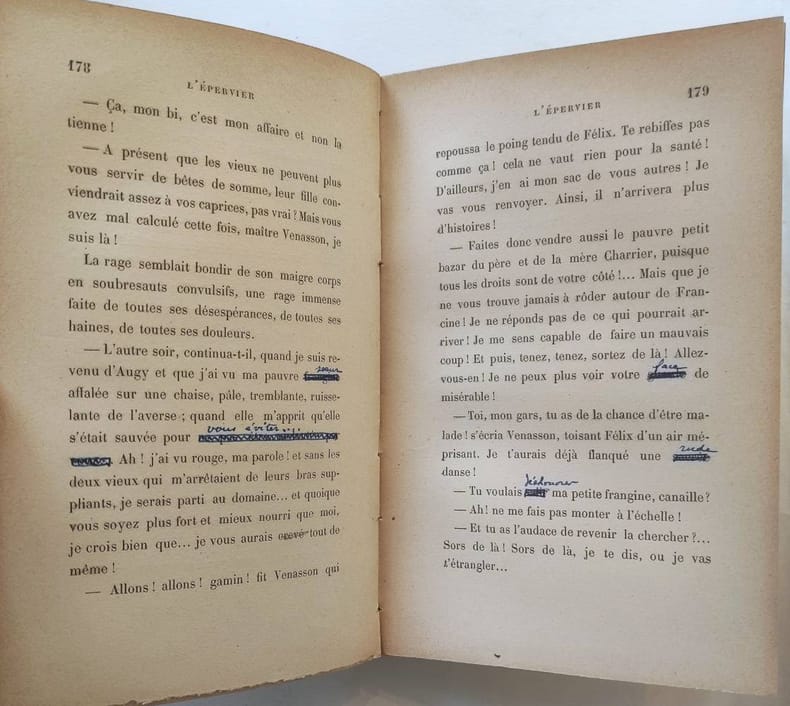 178
L'ÉPERVIER
— Ça, mon bi, c'est mon affaire et non la
tienne !
— A présent que les vieux ne peuvent plus
vous servir de bêtes de somme, leur fille con-
viendrait assez à vos caprices, pas vrai ? Mais vous
avez mal calculé cette fois, maître Venasson, je
suis là !
La rage semblait bondir de son maigre corps
en soubresauts convulsifs, une rage immense
faite de toutes ses désespérances, de toutes ses
haines, de toutes ses douleurs.
— L'autre soir, continua-t-il, quand je suis re-
venu d'Augy et que j'ai vu ma pauvre sœur
affalée sur une chaise, pâle, tremblante, ruisse-
lante de l'averse ; quand elle m'apprit qu'elle
s'était sauvée pour vous éviter...
Ah ! j'ai vu rouge, ma parole ! et sans les
deux vieux qui m'arrêtaient de leurs bras sup-
pliants, je serais parti au domaine... et quoique
vous soyez plus fort et mieux nourri que moi,
je crois bien que... je vous aurais crevé tout de
même !
— Allons ! allons ! gamin ! fit Venasson qui
L'ÉPERVIER
179
repoussa le poing tendu de Félix. Te rebiffes pas
comme ça ! cela ne vaut rien pour la santé !
D'ailleurs, j'en ai mon sac de vous autres ! Je
vas vous renvoyer. Ainsi, il n'arrivera plus
d'histoires !
— Faites donc vendre aussi le pauvre petit
bazar du père et de la mère Charrier, puisque
tous les droits sont de votre côté !... Mais que je
ne vous trouve jamais à rôder autour de Fran-
cine ! Je ne réponds pas de ce qui pourrait ar-
river ! Je me sens capable de faire un mauvais
coup ! Et puis, tenez, tenez, sortez de là ! Allez-
vous-en ! Je ne peux plus voir votre face de
misérable !
— Toi, mon gars, tu as de la chance d'être ma-
lade ! s'écria Venasson, toisant Félix d'un air mé-
prisant. Je t'aurais déjà flanqué une rude
danse !
— Tu voulais déshonorer ma petite frangine, canaille ?
— Ah ! ne me fais pas monter à l'échelle !
— Et tu as l'audace de revenir la chercher ?...
Sors de là ! Sors de là, je te dis, ou je vas
t'étrangler...